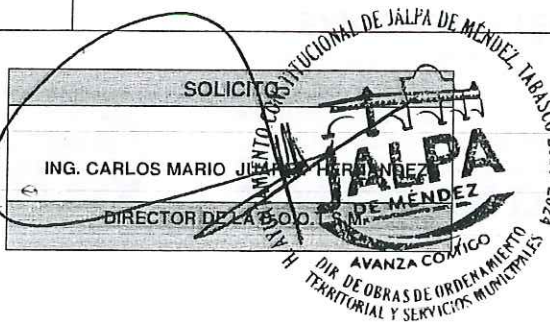 SOLICITO
ING. CARLOS MARIO HERNANDEZ
DIRECTOR DE LA
H. AYUNTAMIENTO CONSTITUCIONAL DE JALPA DE MÉNDEZ, TABASCO
JALPA
DE MÉNDEZ
AVANZA CONTIGO
DIR. DE OBRAS DE ORDENAMIENTO
TERRITORIAL Y SERVICIOS MUNICIPALES